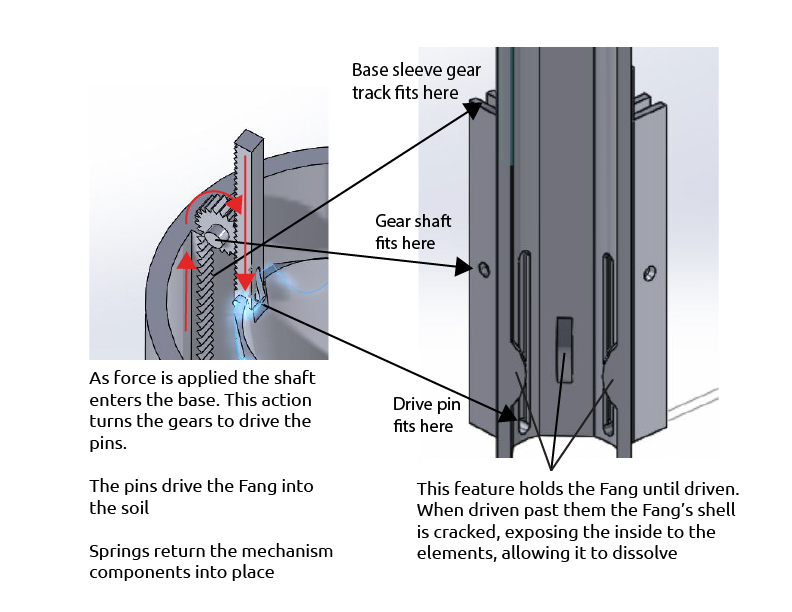 Base sleeve gear
track fits here
Gear shaft
fits here
Drive pin
fits here
As force is applied the shaft
enters the base. This action
turns the gears to drive the
pins.
The pins drive the Fang into
the soil
Springs return the mechanism
components into place
This feature holds the Fang until driven.
When driven past them the Fang’s shell
is cracked, exposing the inside to the
elements, allowing it to dissolve